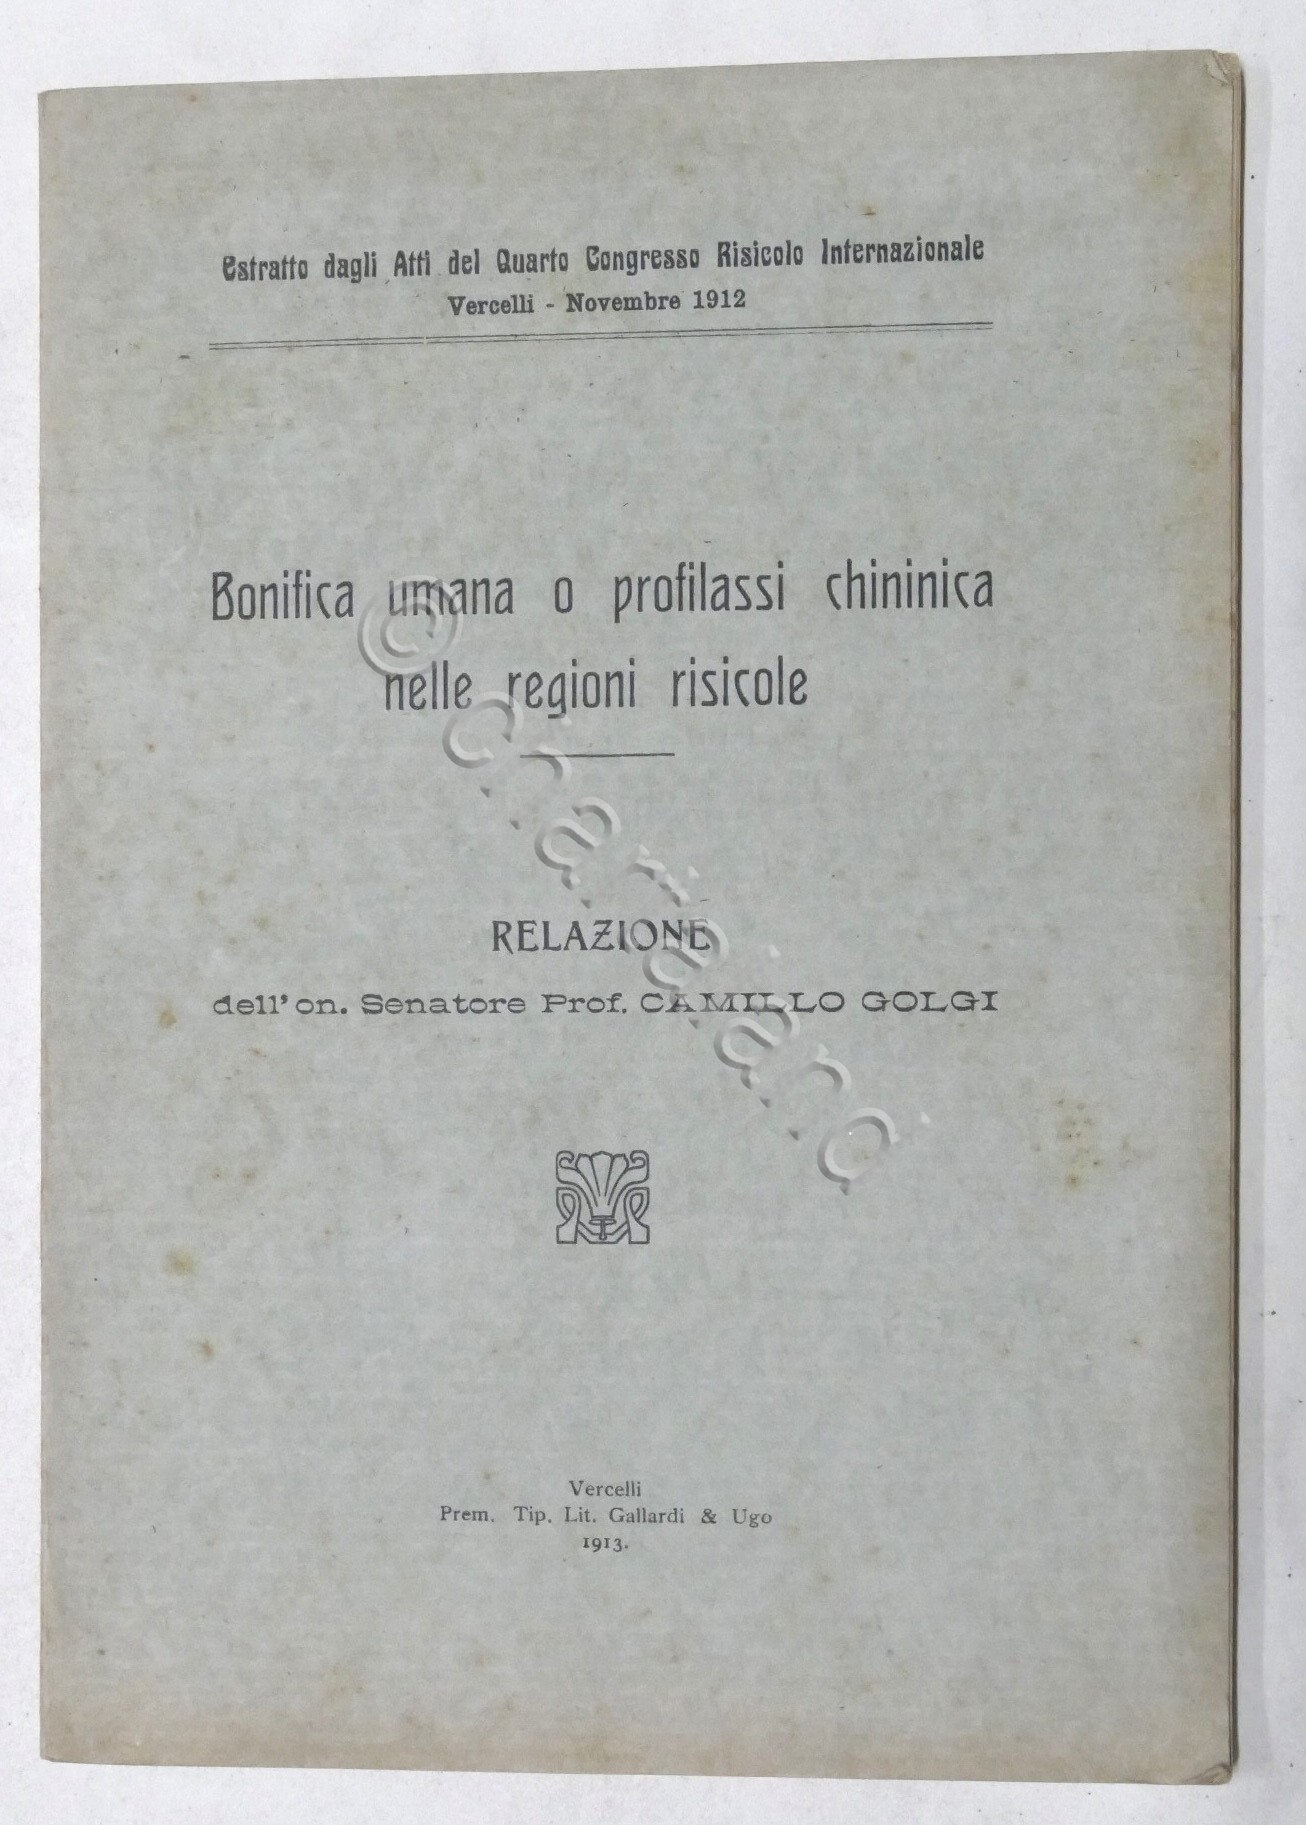 Estratto dagli Atti del Quarto Congresso Risicolo Internazionale
Vercelli - Novembre 1912
Bonifica umana o profilassi chininica
nelle regioni risicole
RELAZIONE
dell' on. Senatore Prof. CAMILLO GOLGI
Vercelli
Prem. Tip. Lit. Gallardi & Ugo
1913.